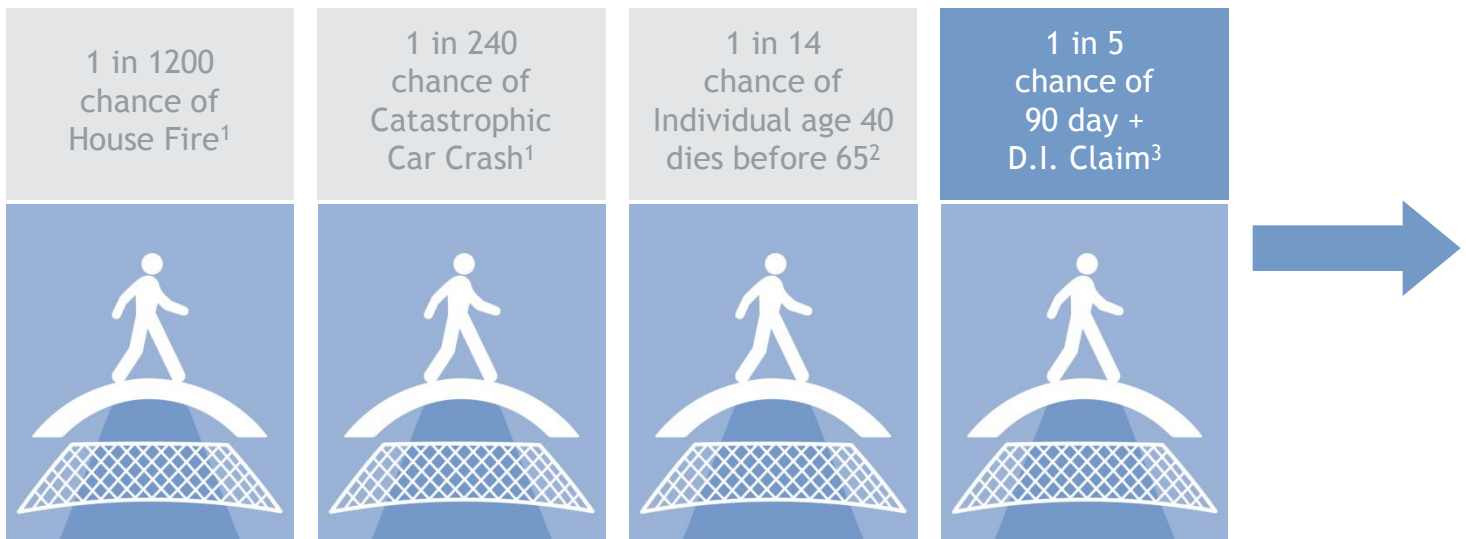 1 in 1200
chance of
House Fire¹
1 in 240
chance of
Catastrophic
Car Crash¹
1 in 14
chance of
Individual age 40
dies before 65²
1 in 5
chance of
90 day +
D.I. Claim³